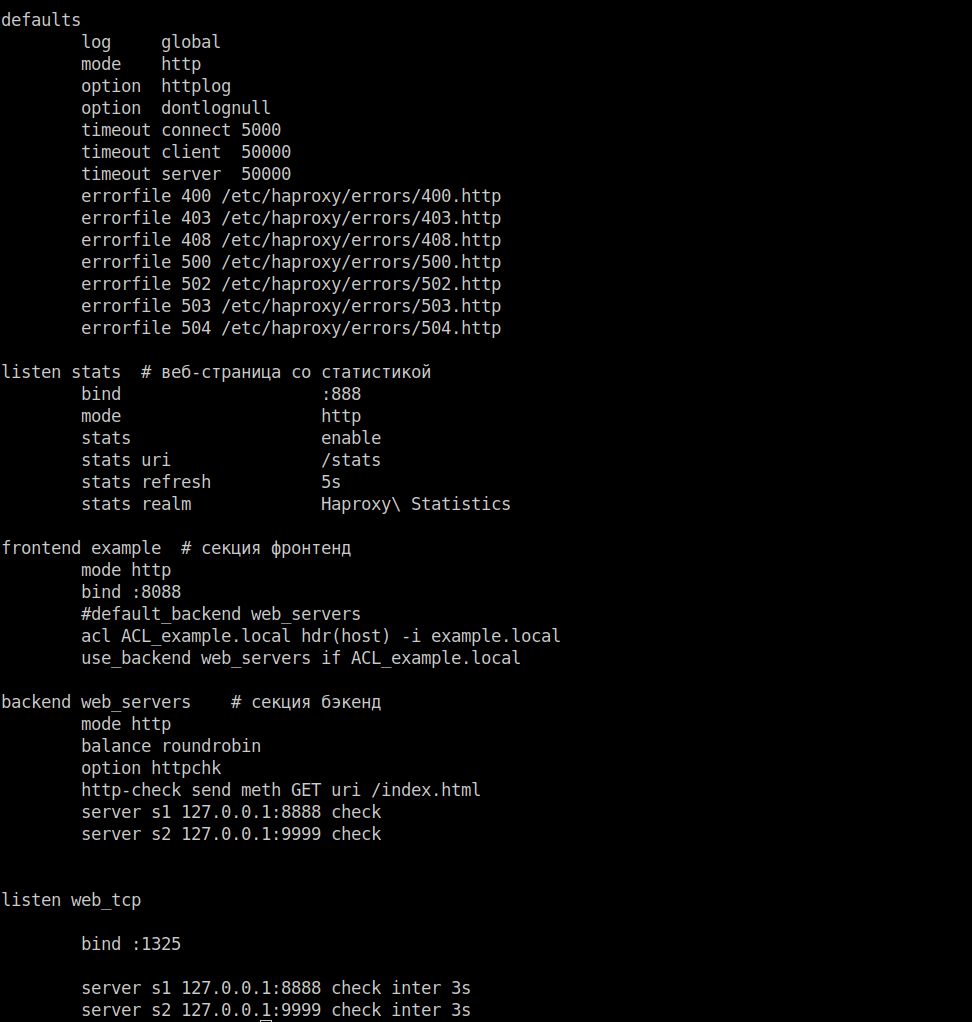 defaults
        log     global
        mode    http
        option  httplog
        option  dontlognull
        timeout connect 5000
        timeout client  50000
        timeout server  50000
        errorfile 400 /etc/haproxy/errors/400.http
        errorfile 403 /etc/haproxy/errors/403.http
        errorfile 408 /etc/haproxy/errors/408.http
        errorfile 500 /etc/haproxy/errors/500.http
        errorfile 502 /etc/haproxy/errors/502.http
        errorfile 503 /etc/haproxy/errors/503.http
        errorfile 504 /etc/haproxy/errors/504.http

listen stats  # веб-страница со статистикой
        bind                    :888
        mode                    http
        stats                   enable
        stats uri               /stats
        stats refresh           5s
        stats realm             Haproxy\ Statistics

frontend example  # секция фронтенд
        mode http
        bind :8088
        #default_backend web_servers
        acl ACL_example.local hdr(host) -i example.local
        use_backend web_servers if ACL_example.local

backend web_servers    # секция бэкенд
        mode http
        balance roundrobin
        option httpchk
        http-check send meth GET uri /index.html
        server s1 127.0.0.1:8888 check
        server s2 127.0.0.1:9999 check


listen web_tcp

        bind :1325

        server s1 127.0.0.1:8888 check inter 3s
        server s2 127.0.0.1:9999 check inter 3s